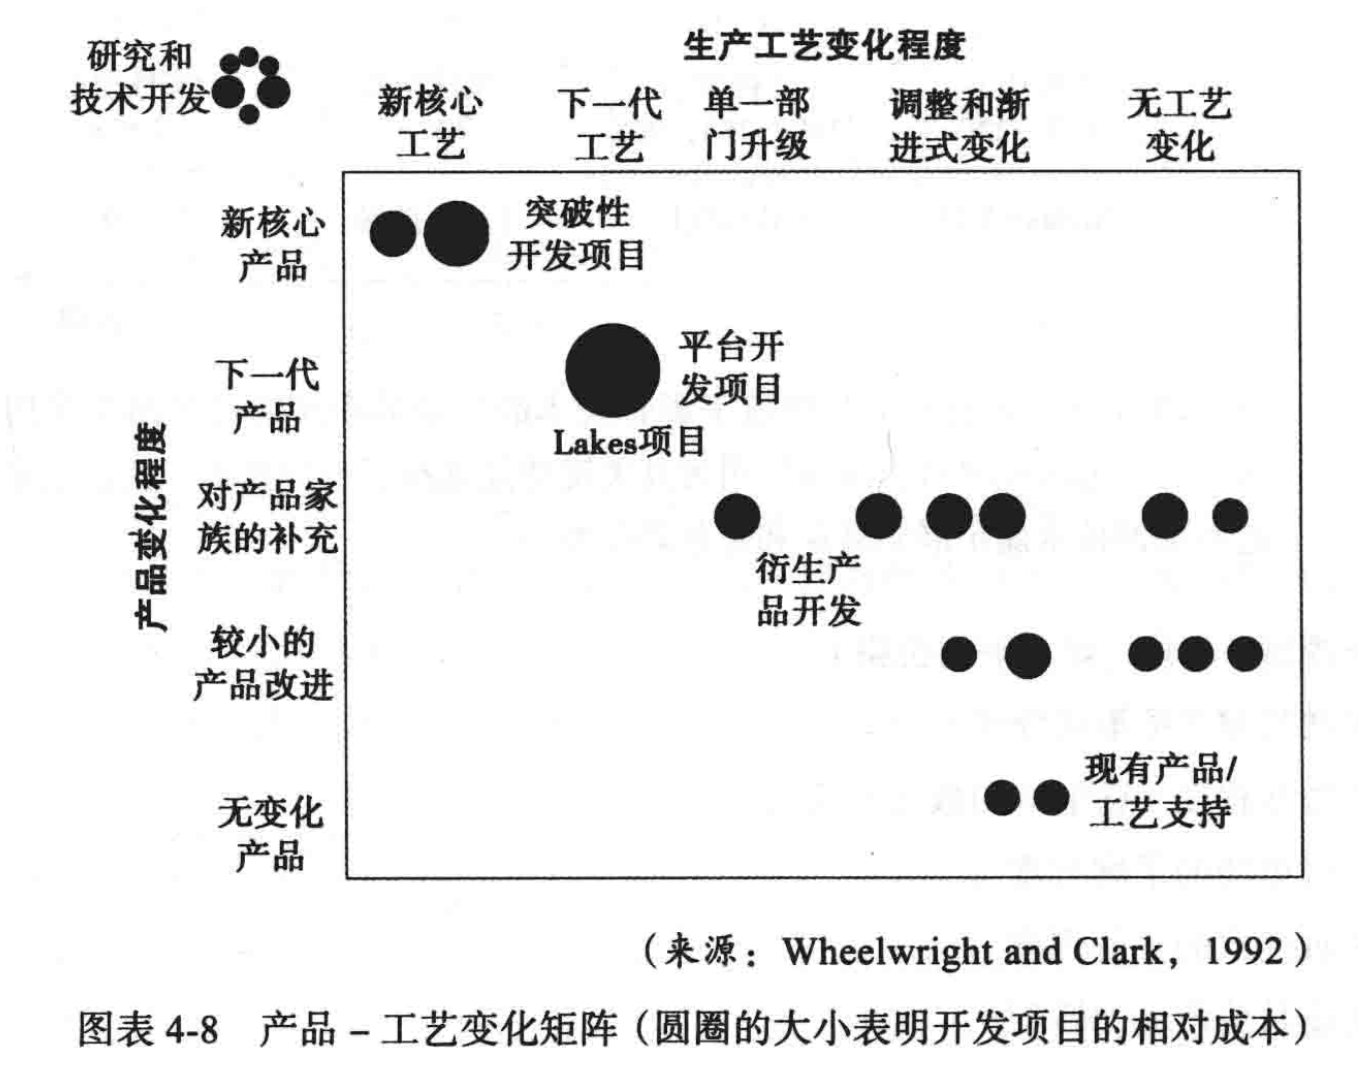 研究和
技术开发
生产工艺变化程度
新核心
工艺
下一代
工艺
单一部
门升级
调整和渐
进式变化
无工艺
变化
产品变化程度
新核心
产品
突破性
开发项目
下一代
产品
平台开
发项目
Lakes项目
对产品家
族的补充
衍生产
品开发
较小的
产品改进
无变化
产品
现有产品/
工艺支持
（来源：Wheelwright and Clark，1992）
图表 4-8 产品 – 工艺变化矩阵（圆圈的大小表明开发项目的相对成本）